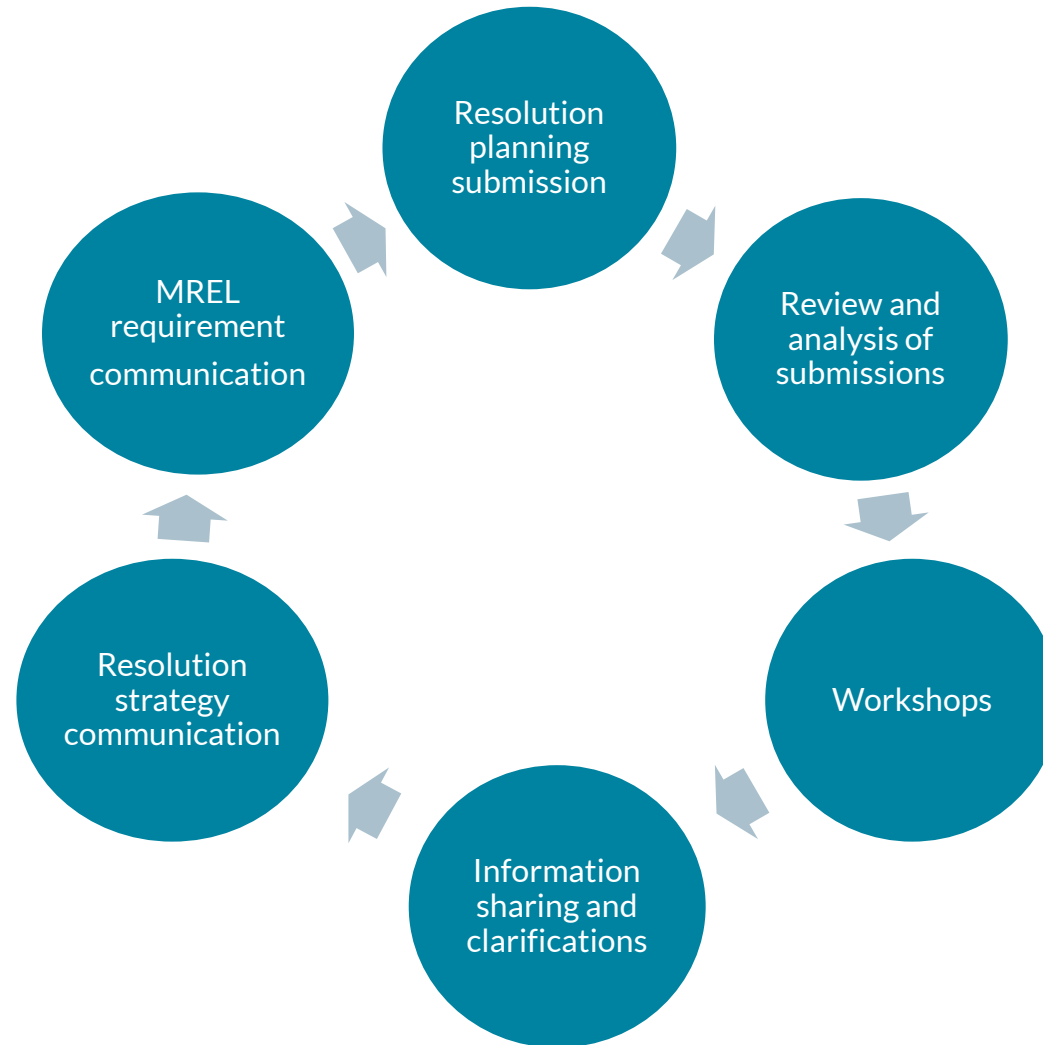 Resolution
planning
submission
Review and
analysis of
submissions
Workshops
Information
sharing and
clarifications
Resolution
strategy
communication
MREL
requirement
communication